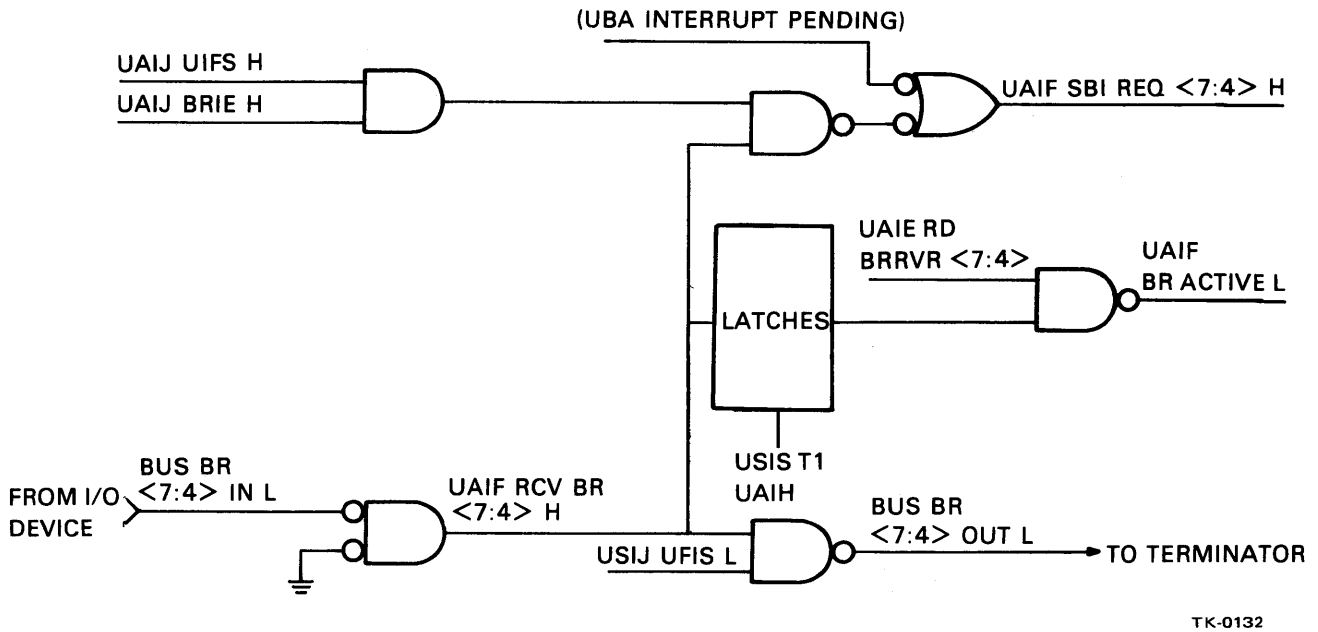 (UBA INTERRUPT PENDING)
UAIJ UIFS H
UAIJ BRIE H
UAIF SBI REQ <7:4> H
UAIE RD
BRRVR <7:4>
UAIF
BR ACTIVE L
LATCHES
USIS T1
UAIH
FROM I/O
DEVICE
BUS BR
<7:4> IN L
UAIF RCV BR
<7:4> H
USIJ UFIS L
BUS BR
<7:4> OUT L
TO TERMINATOR
TK-0132